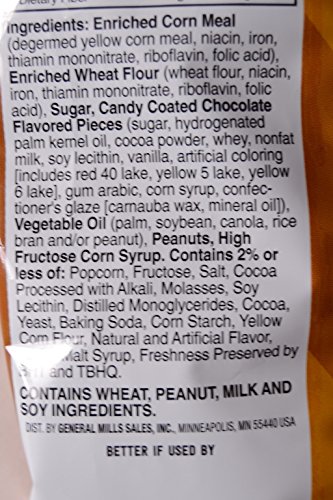 Dietary Fiber
Ingredients: Enriched Corn Meal
(degermed yellow corn meal, niacin, iron,
thiamin mononitrate, riboflavin, folic acid),
Enriched Wheat Flour (wheat flour, niacin,
iron, thiamin mononitrate, riboflavin, folic
acid), Sugar, Candy Coated Chocolate
Flavored Pieces (sugar, hydrogenated
palm kernel oil, cocoa powder, whey, nonfat
milk, soy lecithin, vanilla, artificial coloring
[includes red 40 lake, yellow 5 lake, yellow
6 lake], gum arabic, corn syrup, confec-
tioner's glaze [carnauba wax, mineral oil]),
Vegetable Oil (palm, soybean, canola, rice
bran and/or peanut), Peanuts, High
Fructose Corn Syrup. Contains 2% or
less of: Popcorn, Fructose, Salt, Cocoa
Processed with Alkali, Molasses, Soy
Lecithin, Distilled Monoglycerides, Cocoa,
Yeast, Baking Soda, Corn Starch, Yellow
Corn Flour, Natural and Artificial Flavor,
Malt Syrup, Freshness Preserved by
and TBHQ.
CONTAINS WHEAT, PEANUT, MILK AND
SOY INGREDIENTS.
DIST. BY GENERAL MILLS SALES, INC., MINNEAPOLIS, MN 55440 USA
BETTER IF USED BY